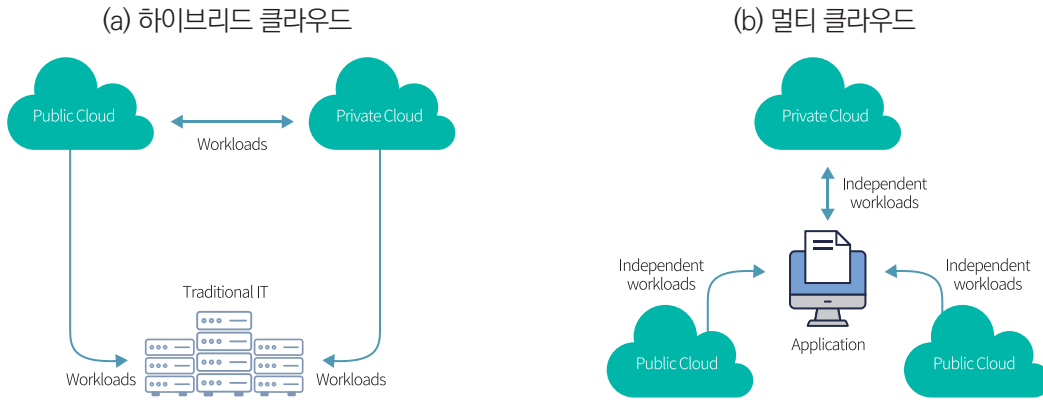 (a) 하이브리드 클라우드
Public Cloud
Private Cloud
Workloads
Traditional IT
Workloads
Workloads
(b) 멀티 클라우드
Private Cloud
Independent
workloads
Independent
workloads
Independent
workloads
Application
Public Cloud
Public Cloud